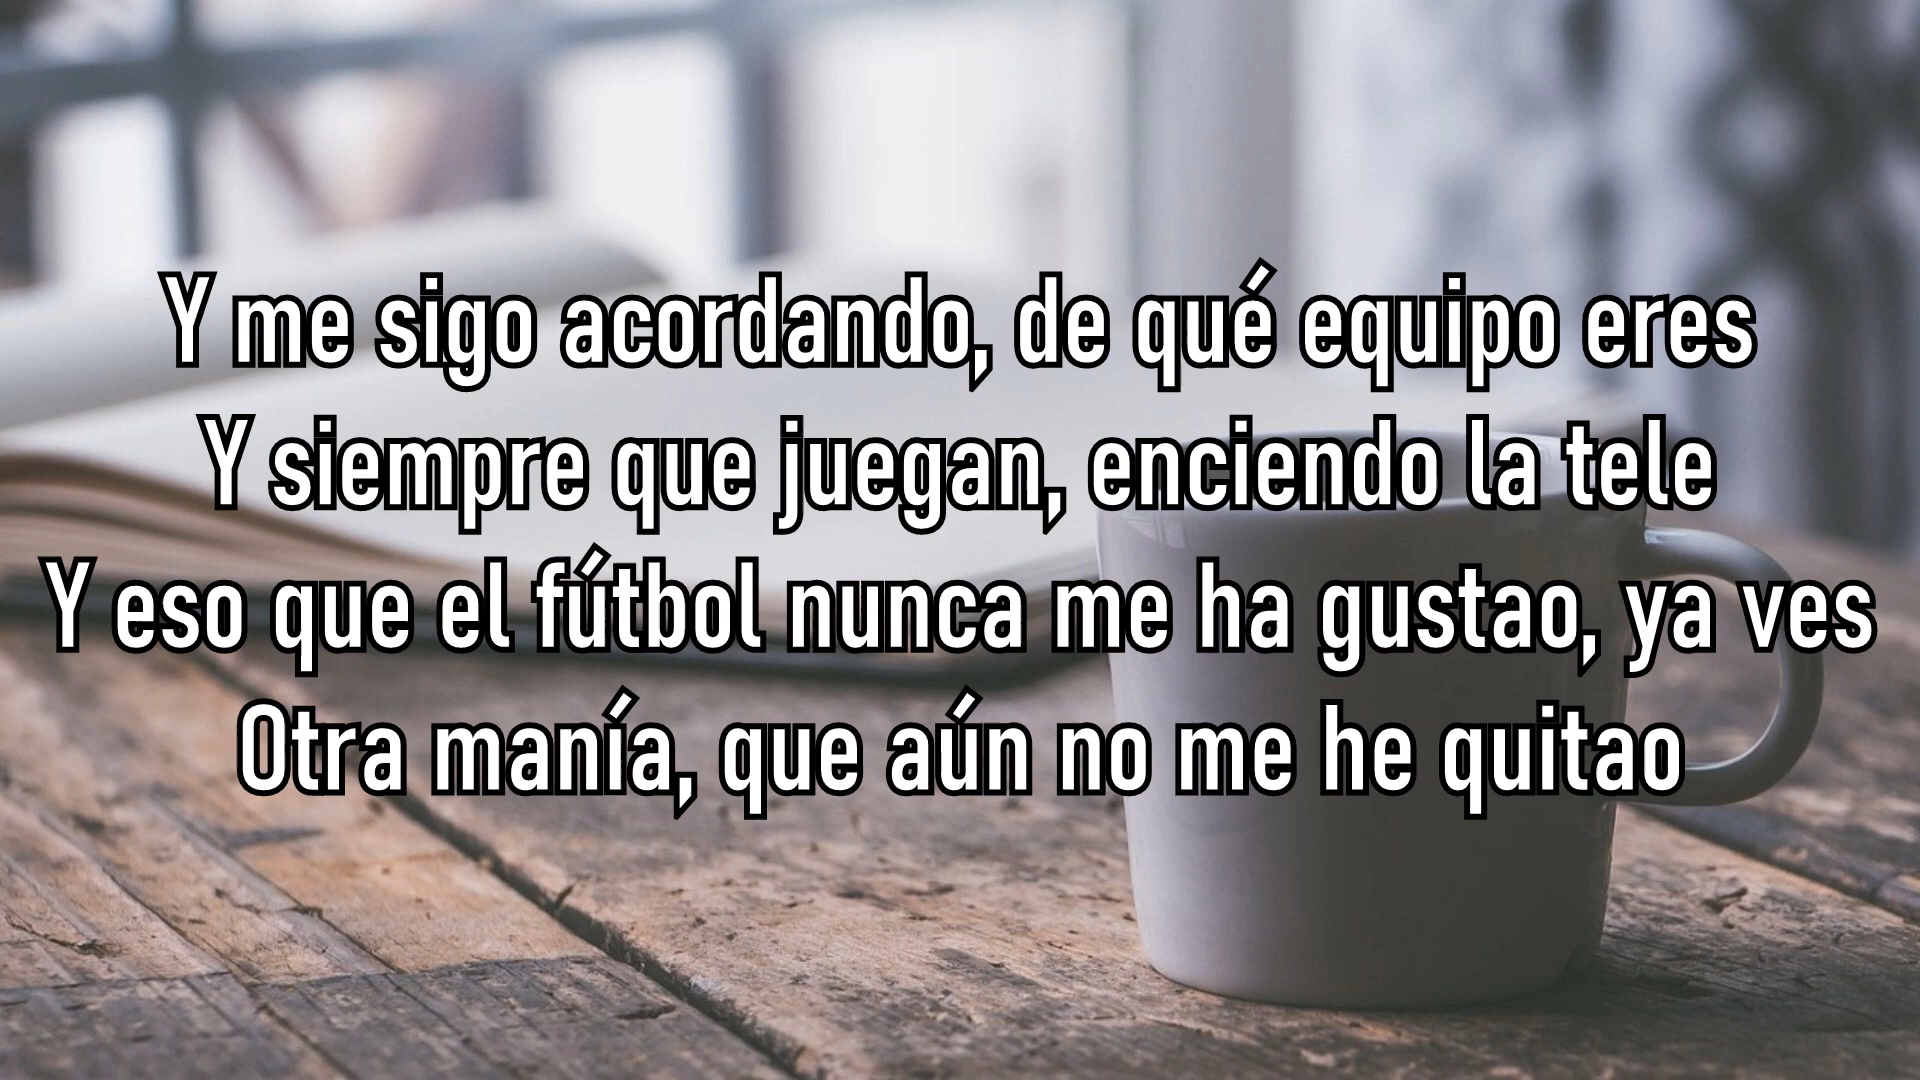 Y me sigo acordando, de qué equipo eres
Y siempre que juegan, enciendo la tele
Y eso que el fútbol nunca me ha gustao, ya ves
Otra manía, que aún no me he quitao